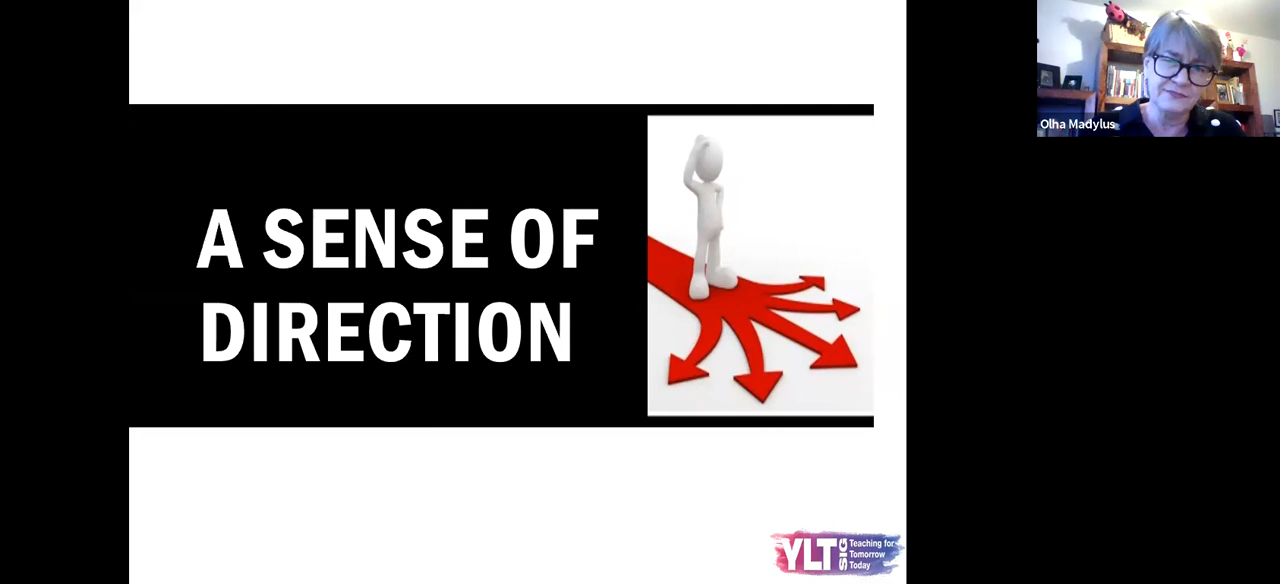 A SENSE OF
DIRECTION
Olha Madylus
YLT
SIG
Teaching for
Tomorrow
Today